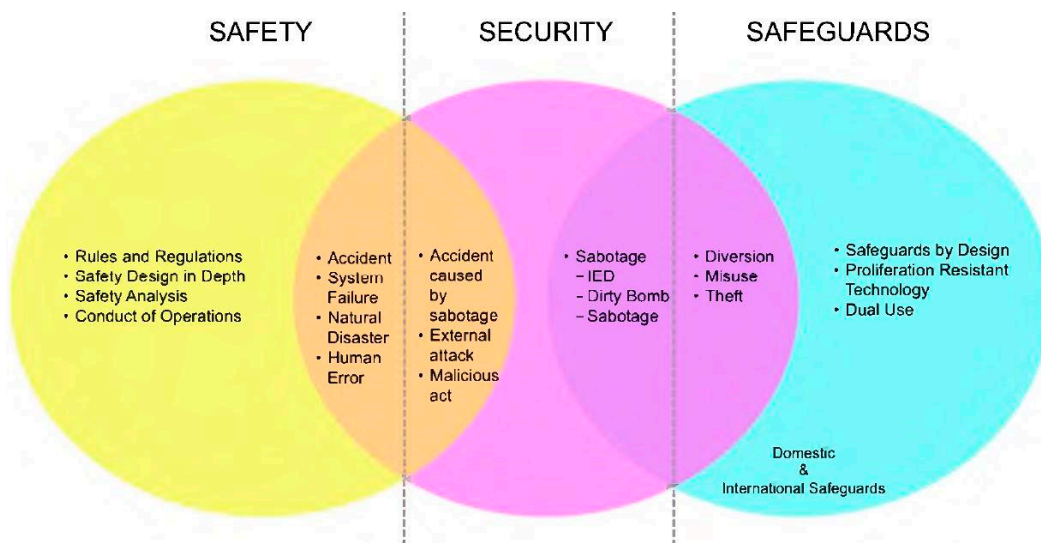 SAFETY
SECURITY
SAFEGUARDS
• Rules and Regulations
• Safety Design in Depth
• Safety Analysis
• Conduct of Operations
• Accident
• System
Failure
• Natural
Disaster
• Human
Error
• Accident
caused
by
sabotage
• External
attack
• Malicious
act
• Sabotage
– IED
– Dirty Bomb
– Sabotage
• Diversion
• Misuse
• Theft
• Safeguards by Design
• Proliferation Resistant
Technology
• Dual Use
Domestic
&
International Safeguards